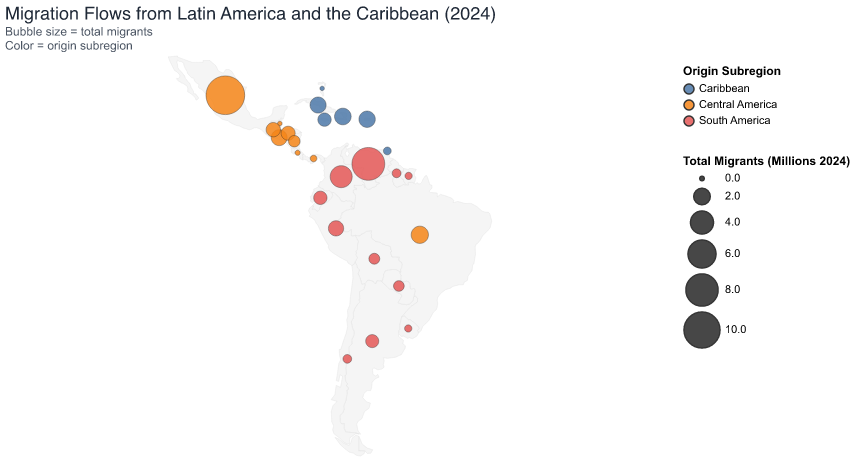 Migration Flows from Latin America and the Caribbean (2024)
Bubble size = total migrants
Color = origin subregion
Origin Subregion
Caribbean
Central America
South America
Total Migrants (Millions 2024)
0.0
2.0
4.0
6.0
8.0
10.0